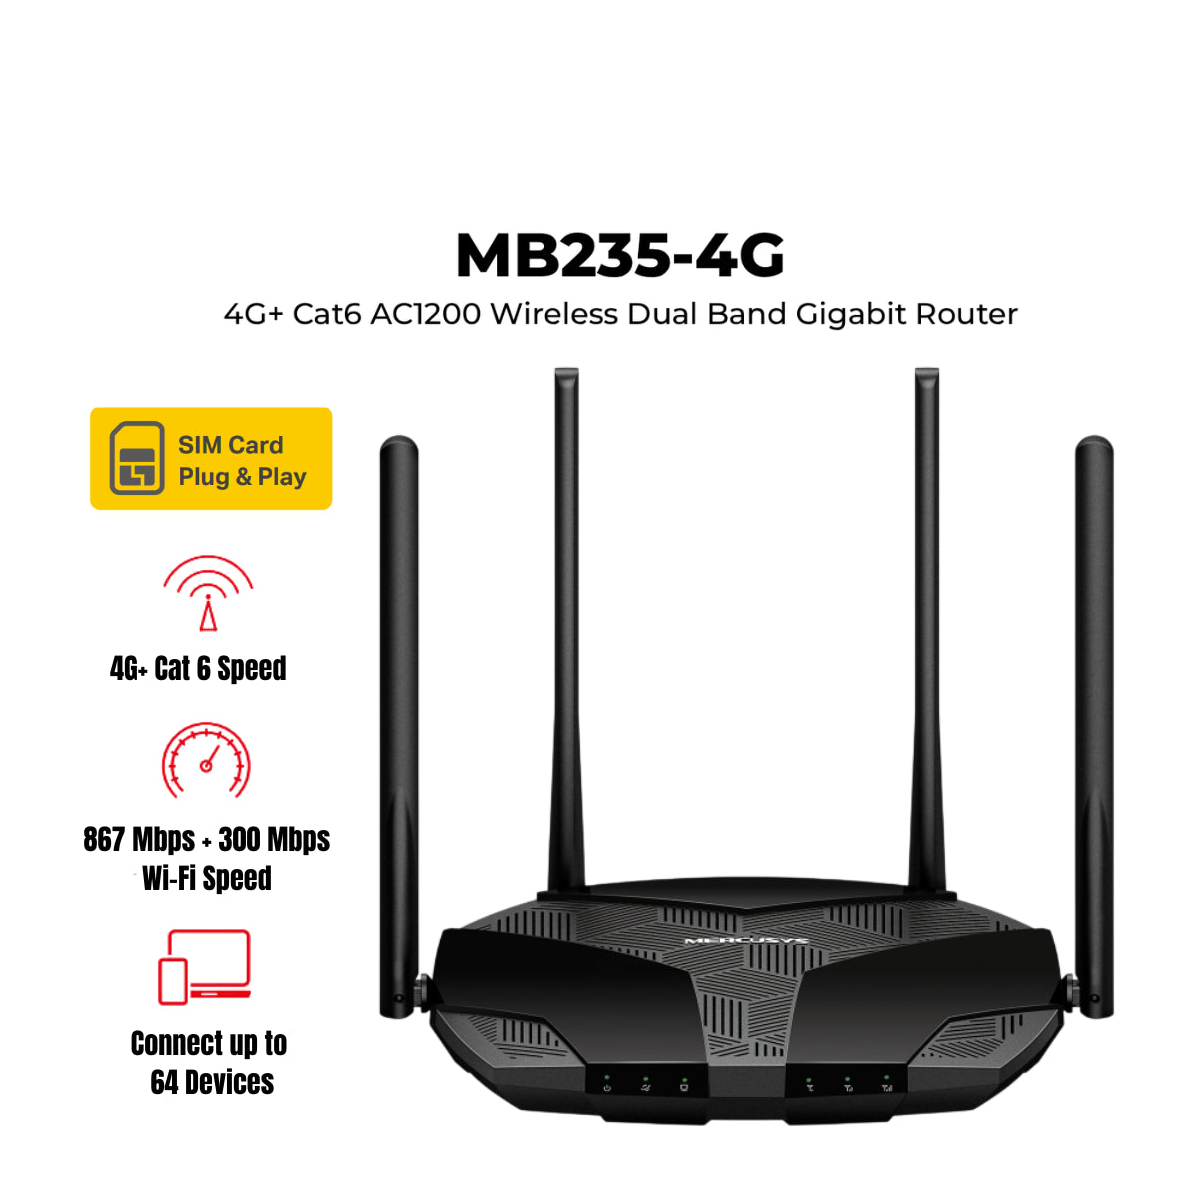 MB235-4G
4G+ Cat6 AC1200 Wireless Dual Band Gigabit Router
SIM Card
Plug & Play
4G+ Cat 6 Speed
867 Mbps + 300 Mbps
Wi-Fi Speed
Connect up to
64 Devices
MERCUSYS